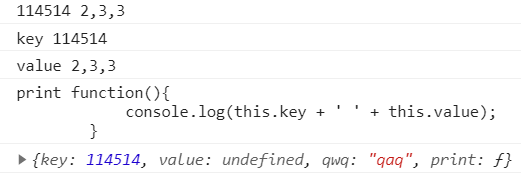 114514 2,3,3
key 114514
value 2,3,3
print function(){
console.log(this.key + ' ' + this.value);
}
▶{key: 114514, value: undefined, qwq: "qaq", print: ƒ}